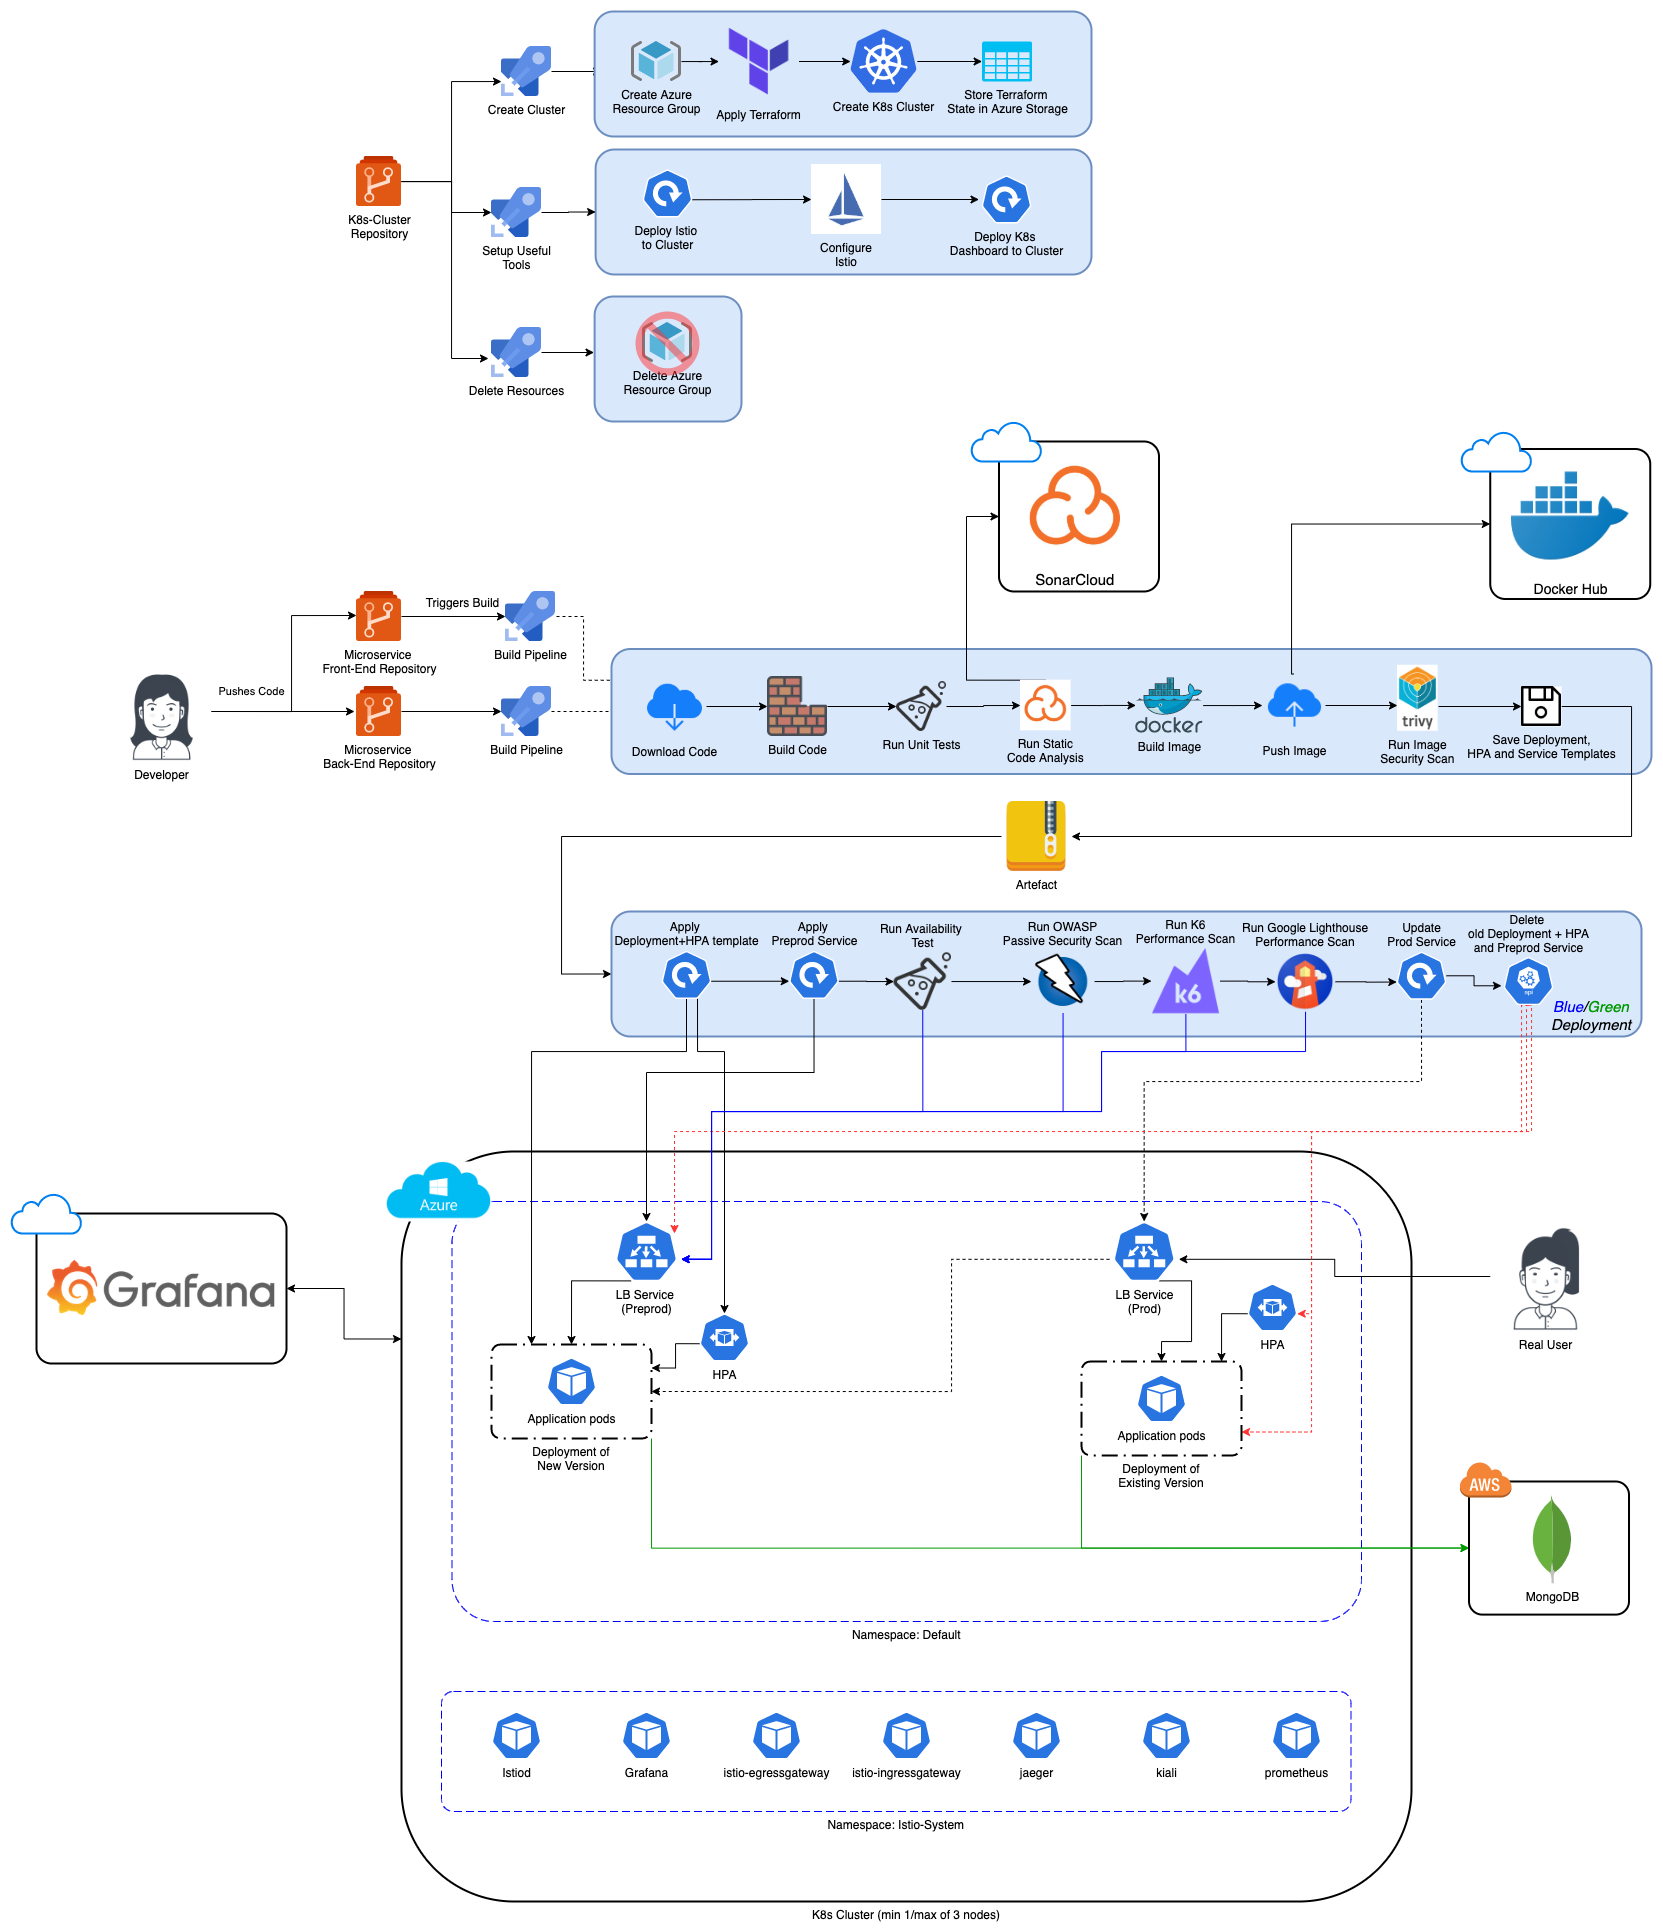 Create Azure
Resource Group
Apply Terraform
Create K8s Cluster
Store Terraform
State in Azure Storage
Create Cluster
K8s-Cluster
Repository
Deploy Istio
to Cluster
Configure
Istio
Deploy K8s
Dashboard to Cluster
Setup Useful
Tools
Delete Azure
Resource Group
Delete Resources
SonarCloud
Docker Hub
Triggers Build
Microservice
Front-End Repository
Build Pipeline
Pushes Code
Developer
Microservice
Back-End Repository
Build Pipeline
Download Code
Build Code
Run Unit Tests
Run Static
Code Analysis
docker
Build Image
Push Image
trivy
Run Image
Security Scan
Save Deployment,
HPA and Service Templates
Artefact
Apply
Deployment+HPA template
Apply
Preprod Service
Run Availability
Test
Run OWASP
Passive Security Scan
Run K6
Performance Scan
k6
Run Google Lighthouse
Performance Scan
Update
Prod Service
Delete
old Deployment + HPA
and Preprod Service
api
Blue/Green
Deployment
Azure
Grafana
LB Service
(Preprod)
HPA
Application pods
Deployment of
New Version
LB Service
(Prod)
HPA
Application pods
Deployment of
Existing Version
Real User
AWS
MongoDB
Namespace: Default
Istiod
Grafana
istio-egressgateway
istio-ingressgateway
jaeger
kiali
prometheus
Namespace: Istio-System
K8s Cluster (min 1/max of 3 nodes)